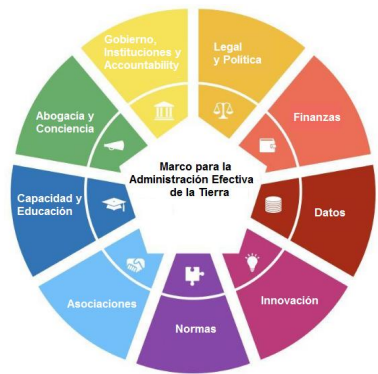 Gobierno,
Instituciones y
Accountability
Legal
y Política
Finanzas
Datos
Innovación
Normas
Asociaciones
Capacidad y
Educación
Abogacía y
Conciencia
Marco para la
Administración Efectiva
de la Tierra